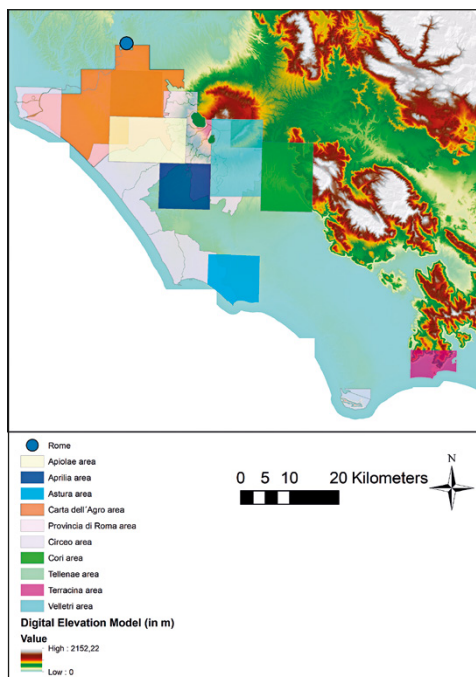 Rome
Apiolae area
Aprilia area
Astura area
Carta dell´Agro area
Provincia di Roma area
Circeo area
Cori area
Tellenae area
Terracina area
Velletri area
Digital Elevation Model (in m)
Value
High : 2152,22
Low : 0
0 5 10 20 Kilometers
N